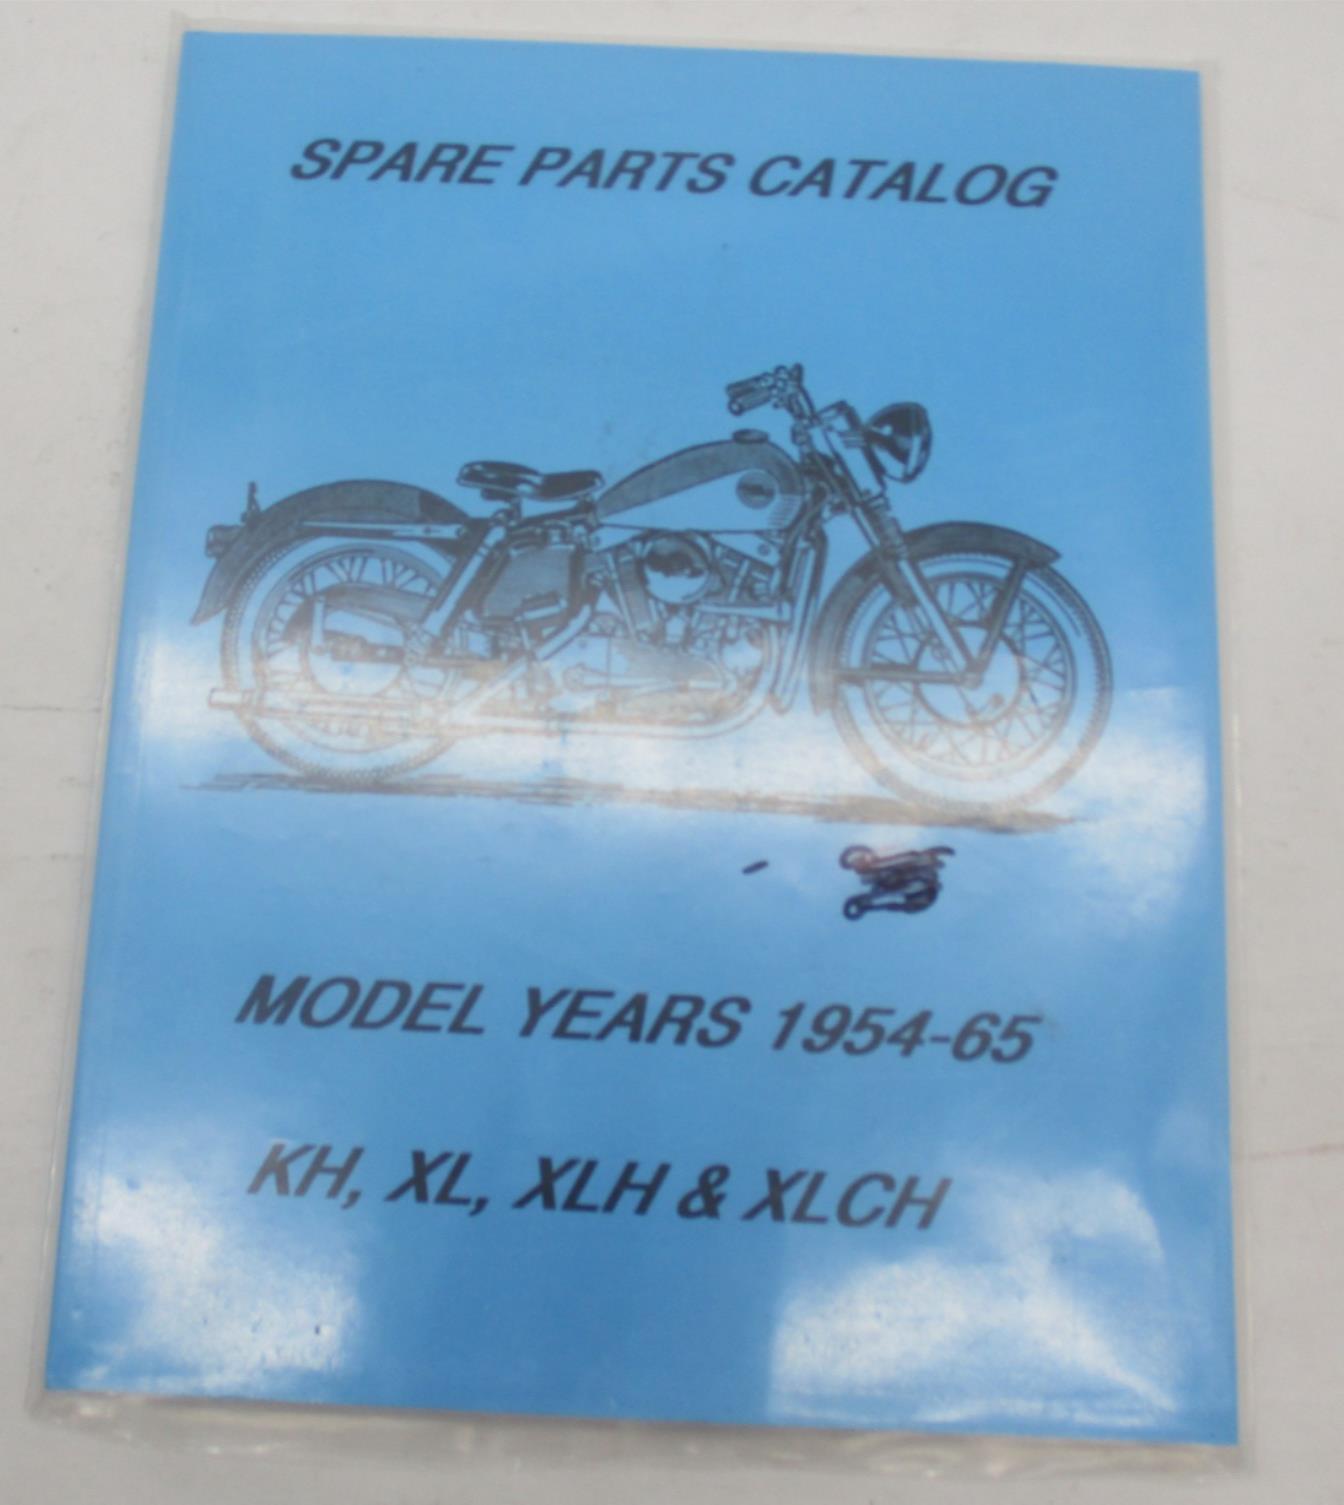 SPARE PARTS CATALOG
MODEL YEARS 1954-65
KH, XL, XLH & XLCH